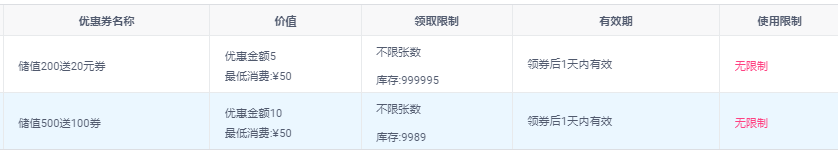 优惠券名称 价值 领取限制 有效期 使用限制
储值200送20元券
优惠金额5
最低消费:¥50
不限张数
库存:999995
领券后1天内有效
无限制
储值500送100券
优惠金额10
最低消费:¥50
不限张数
库存:9989
领券后1天内有效
无限制